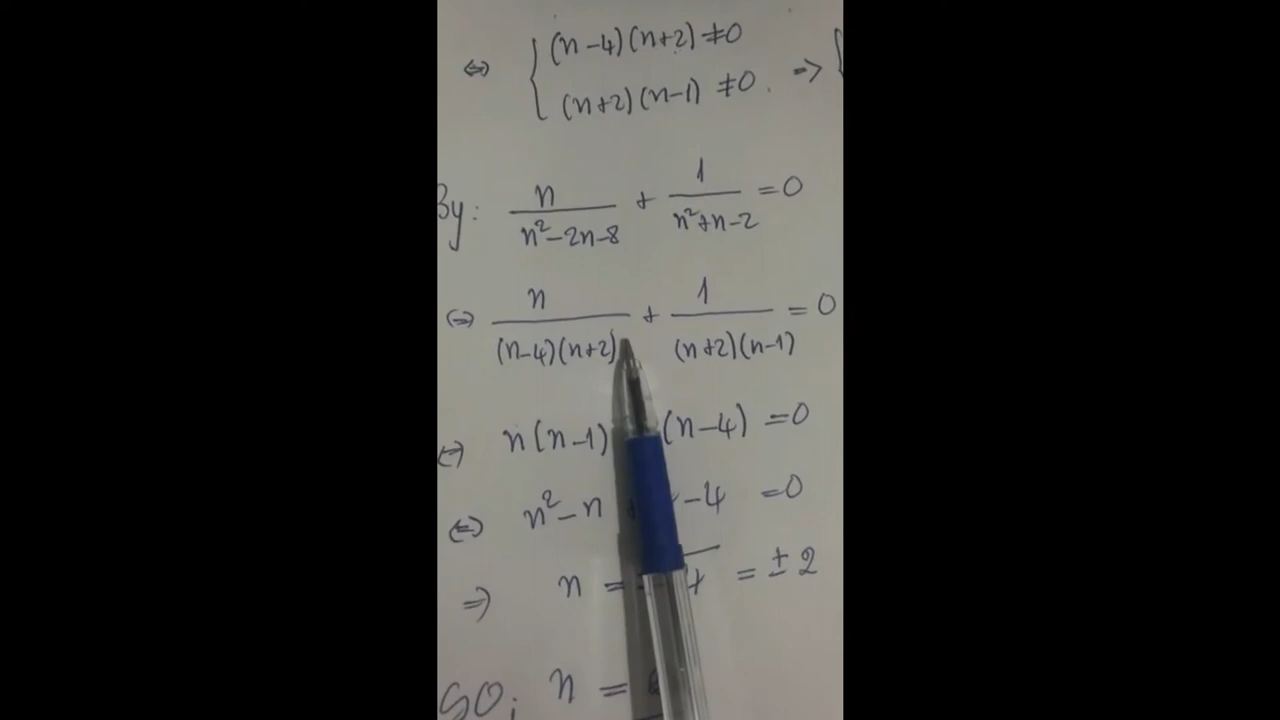 ⇔ { (n-4)(n+2) ≠ 0
(n+2)(n-1) ≠ 0. ⇒ {
By: n/(n²-2n-8) + 1/(n²+n-2) = 0
⇔ n/((n-4)(n+2)) + 1/((n+2)(n-1)) = 0
⇔ n(n-1) (n-4) = 0
⇔ n² - n -4 = 0
⇒ n = = ± 2
SO; n =